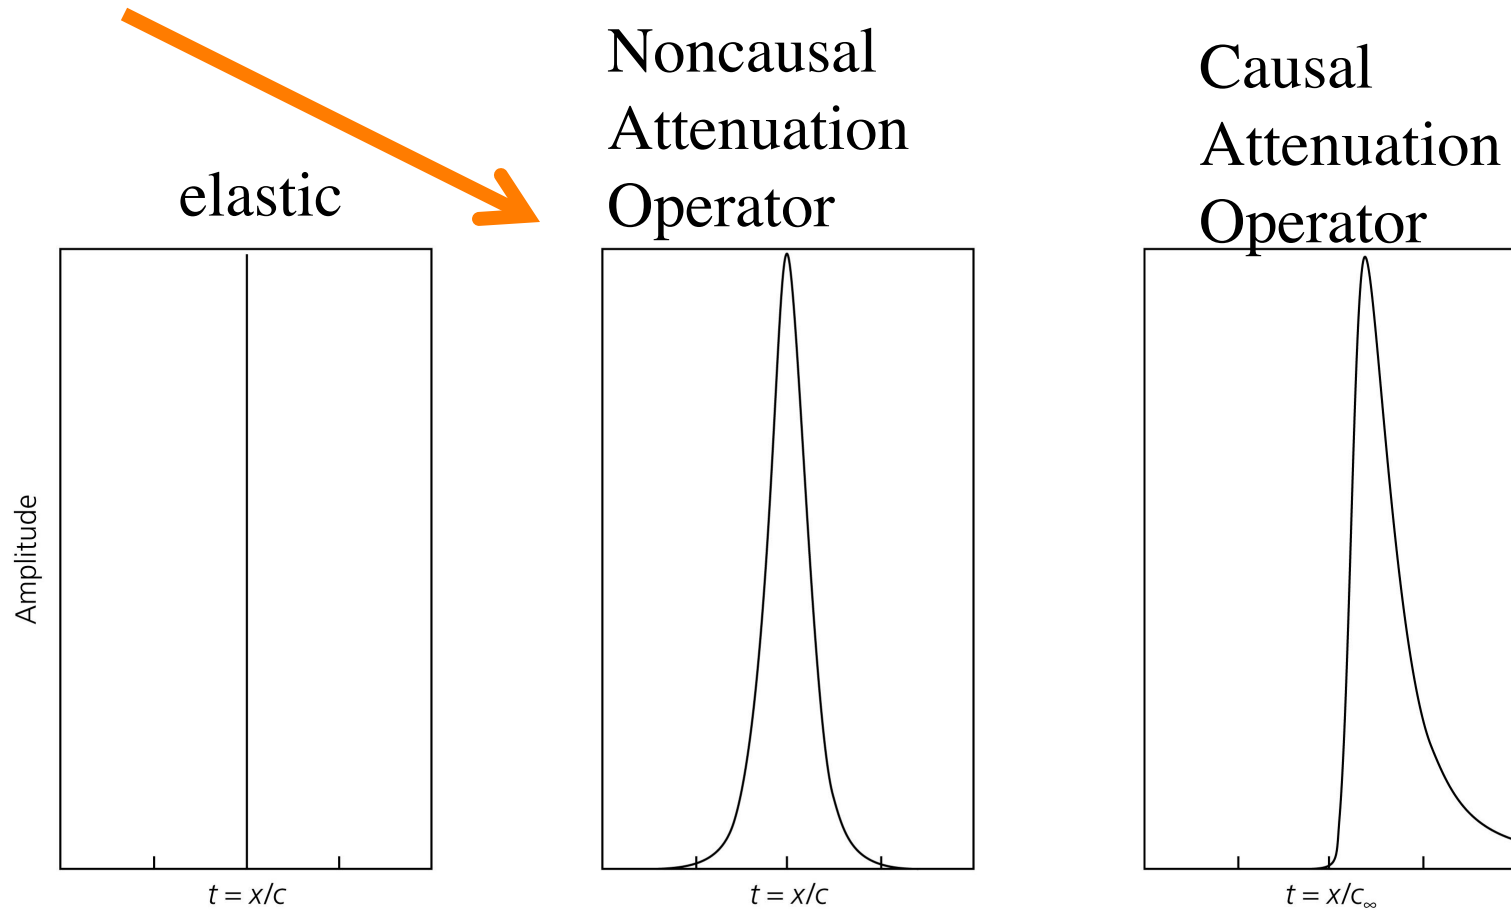 elastic
Noncausal
Attenuation
Operator
Causal
Attenuation
Operator
Amplitude
t = x/c
t = x/c
t = x/c∞